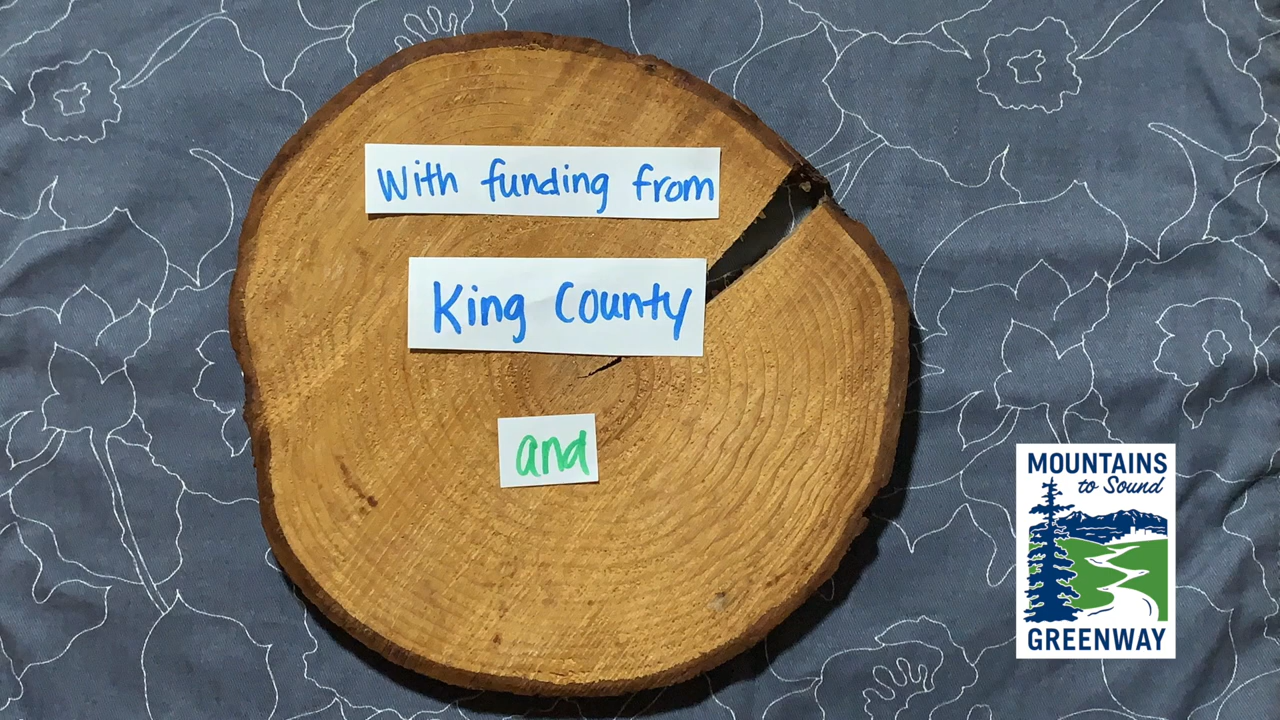 With funding from
King County
and
MOUNTAINS
to Sound
GREENWAY